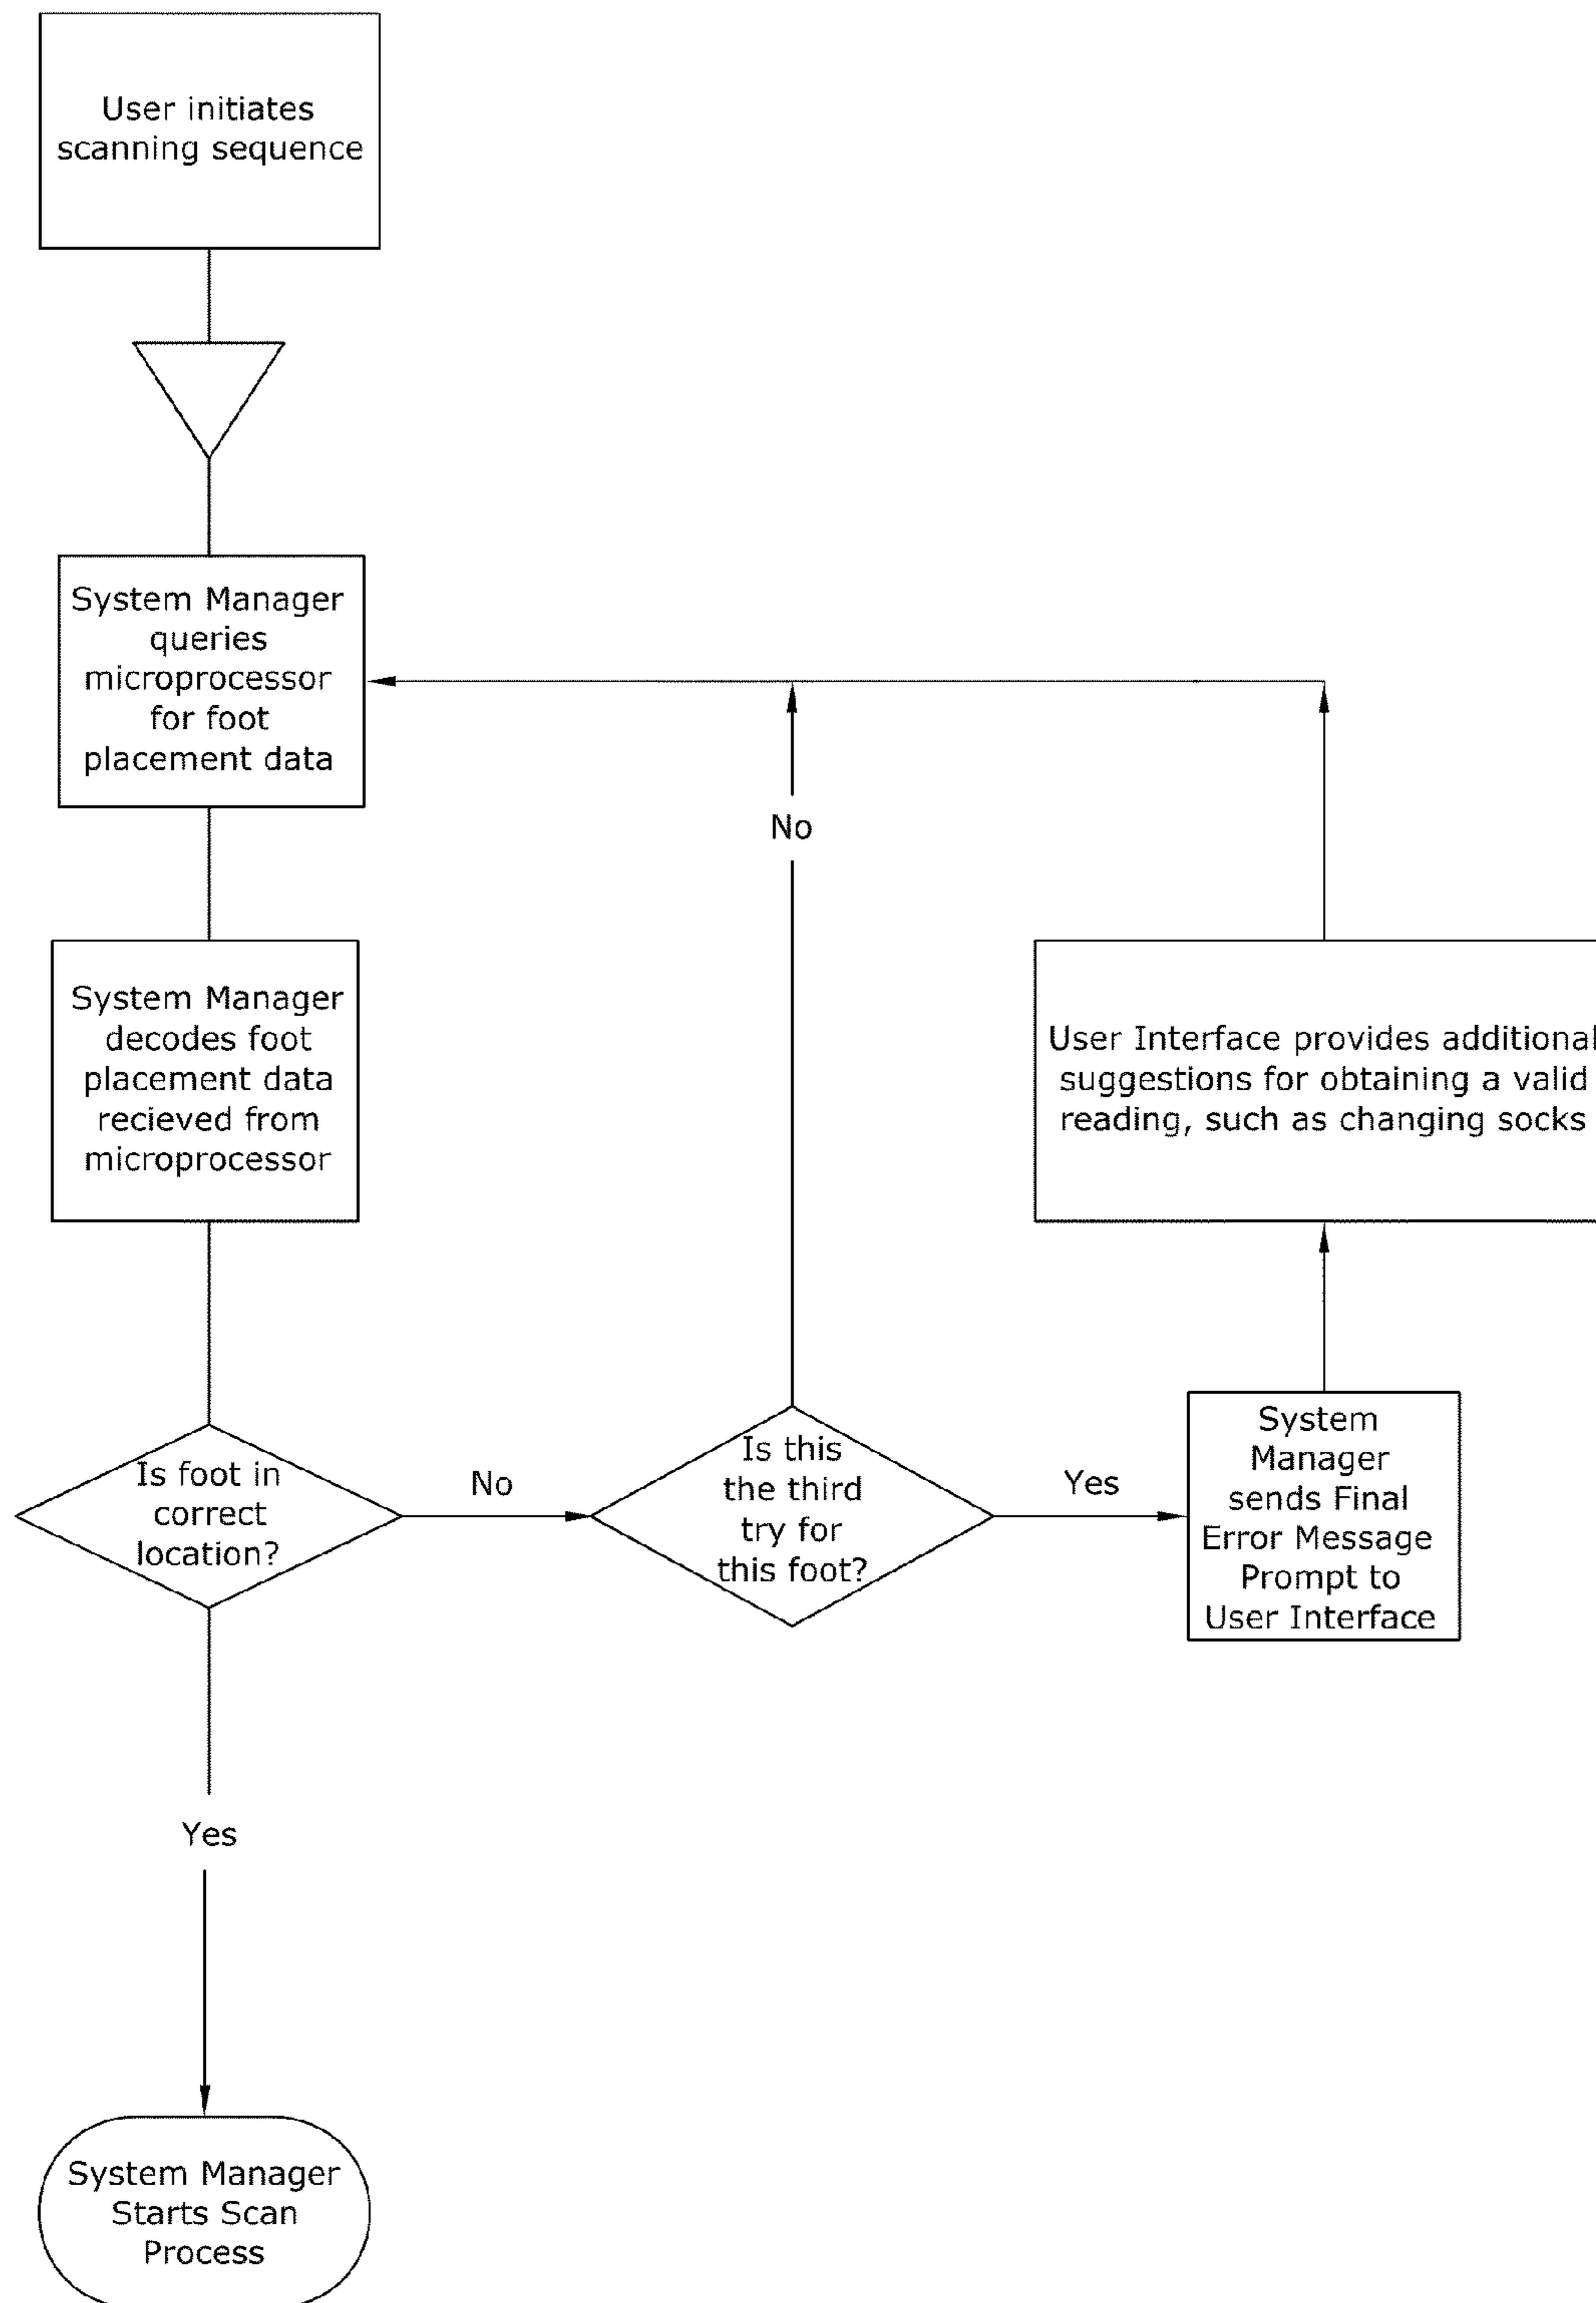 User initiates
scanning sequence
System Manager
queries
microprocessor
for foot
placement data
No
System Manager
decodes foot
placement data
recieved from
microprocessor
User Interface provides additional
suggestions for obtaining a valid
reading, such as changing socks
Is foot in
correct
location?
No
Is this
the third
try for
this foot?
Yes
System
Manager
sends Final
Error Message
Prompt to
User Interface
Yes
System Manager
Starts Scan
Process